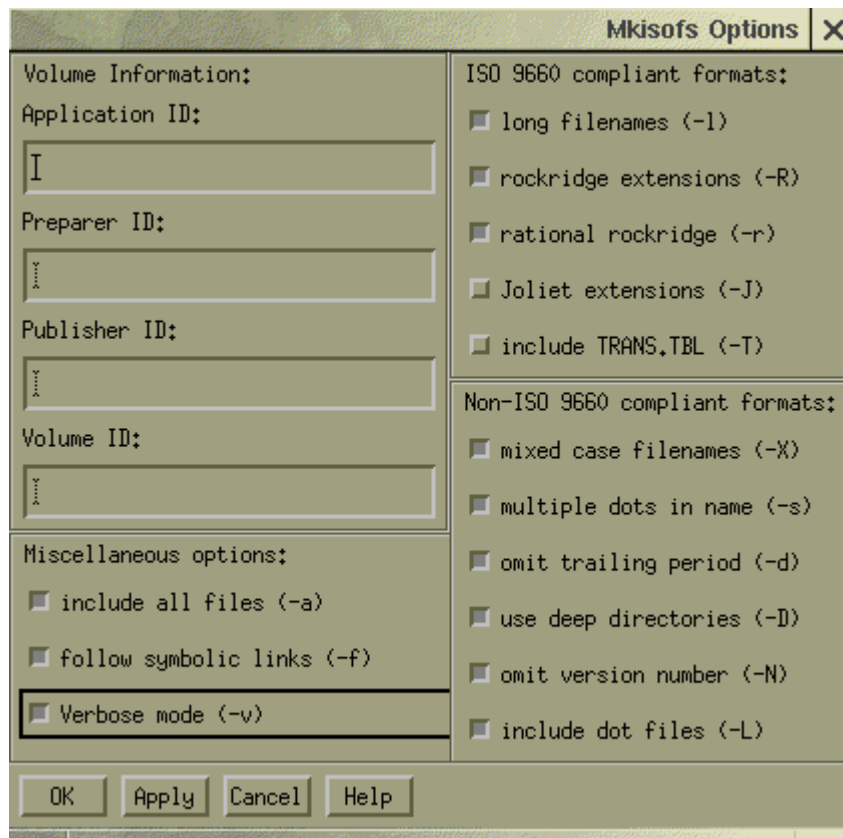 Mkisofs Options
Volume Information:
Application ID:
Preparer ID:
Publisher ID:
Volume ID:
Miscellaneous options:
include all files (-a)
follow symbolic links (-f)
Verbose mode (-v)
ISO 9660 compliant formats:
long filenames (-l)
rockridge extensions (-R)
rational rockridge (-r)
Joliet extensions (-J)
include TRANS.TBL (-T)
Non-ISO 9660 compliant formats:
mixed case filenames (-X)
multiple dots in name (-s)
omit trailing period (-d)
use deep directories (-D)
omit version number (-N)
include dot files (-L)
OK Apply Cancel Help